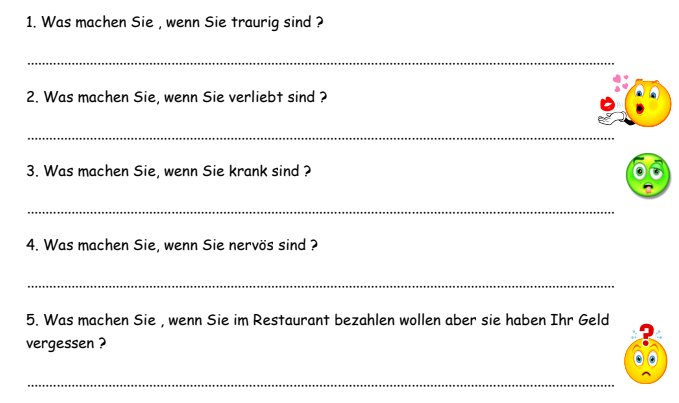 1. Was machen Sie , wenn Sie traurig sind ?
.....................................................................................................................................................
2. Was machen Sie, wenn Sie verliebt sind ?
.....................................................................................................................................................
3. Was machen Sie, wenn Sie krank sind ?
.....................................................................................................................................................
4. Was machen Sie, wenn Sie nervös sind ?
.....................................................................................................................................................
5. Was machen Sie , wenn Sie im Restaurant bezahlen wollen aber sie haben Ihr Geld
vergessen ?
.....................................................................................................................................................